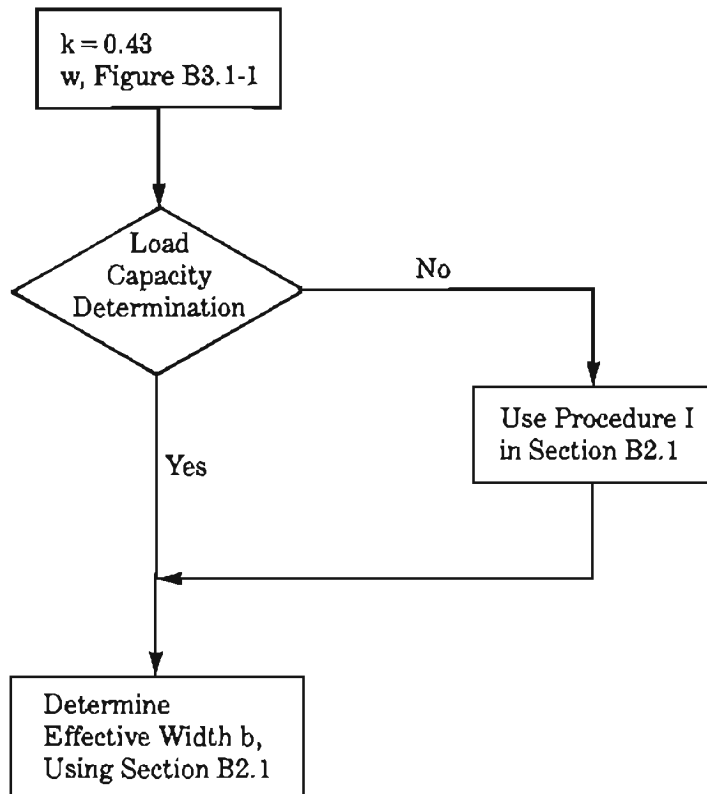 k = 0.43
w, Figure B3.1-1
Load
Capacity
Determination
No
Use Procedure I
in Section B2.1
Yes
Determine
Effective Width b,
Using Section B2.1